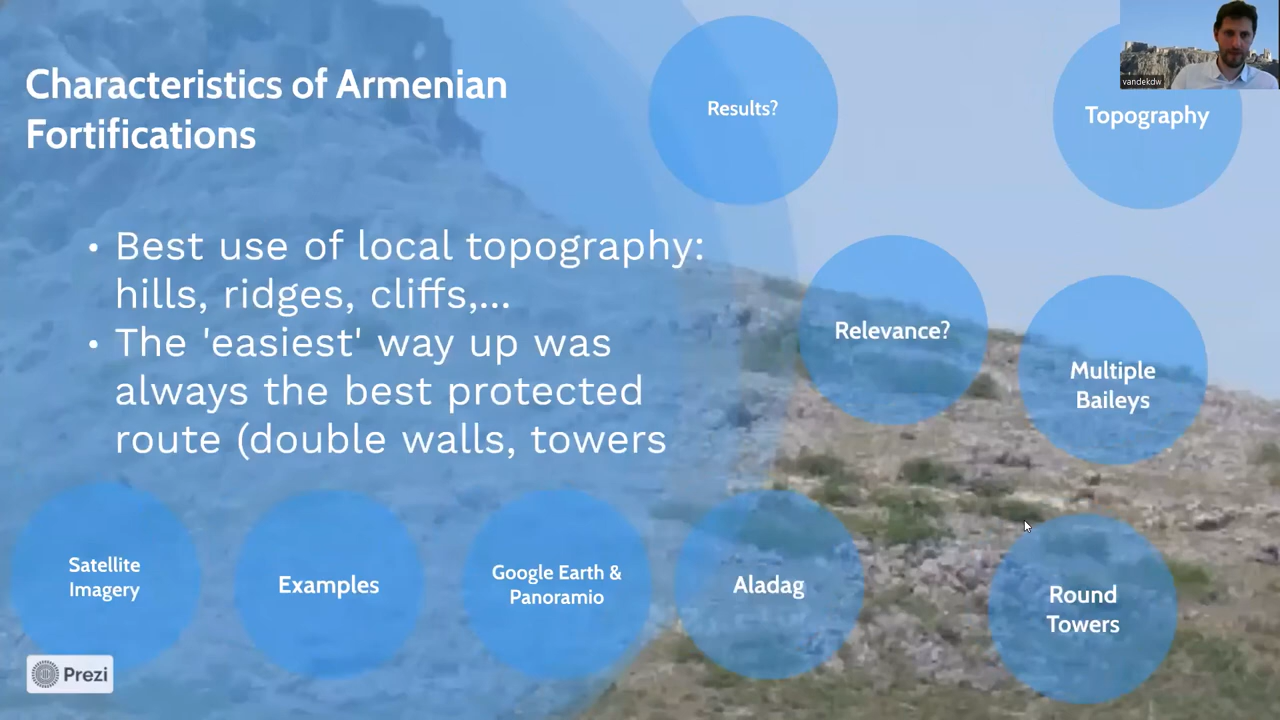 Characteristics of Armenian
Fortifications
• Best use of local topography:
hills, ridges, cliffs,...
• The 'easiest' way up was
always the best protected
route (double walls, towers
Results?
Topography
vandekdw
Relevance?
Multiple
Baileys
Satellite
Imagery
Examples
Google Earth &
Panoramio
Aladag
Round
Towers
Prezi